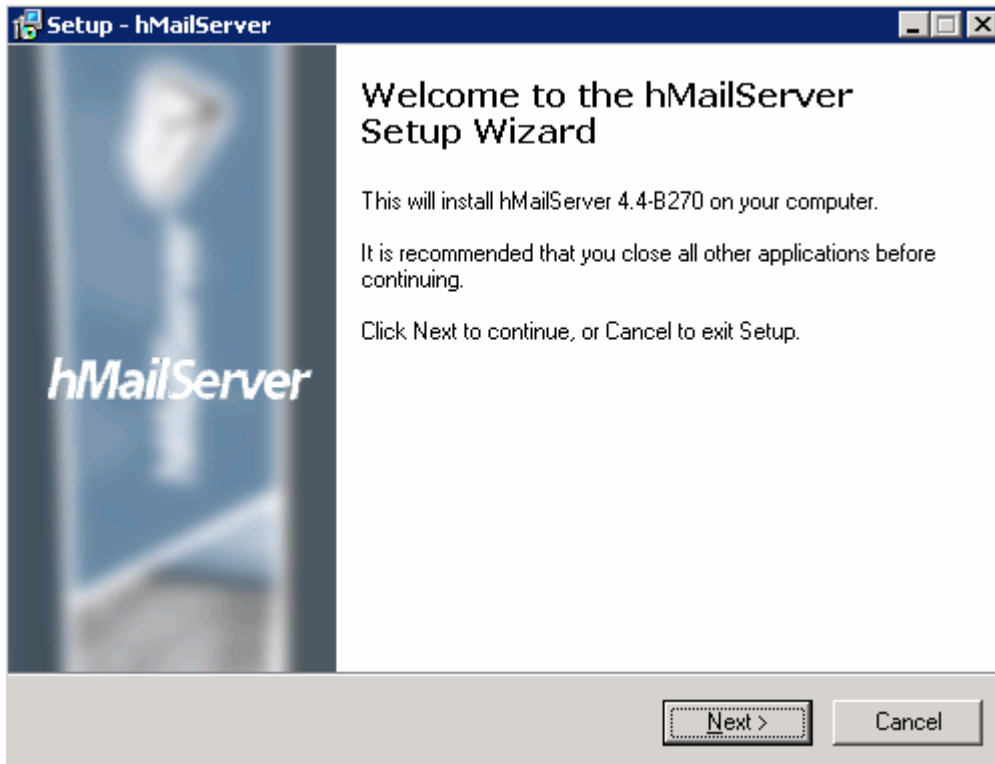 Setup - hMailServer
Welcome to the hMailServer
Setup Wizard
This will install hMailServer 4.4-B270 on your computer.
It is recommended that you close all other applications before
continuing.
Click Next to continue, or Cancel to exit Setup.
hMailServer
Next >
Cancel